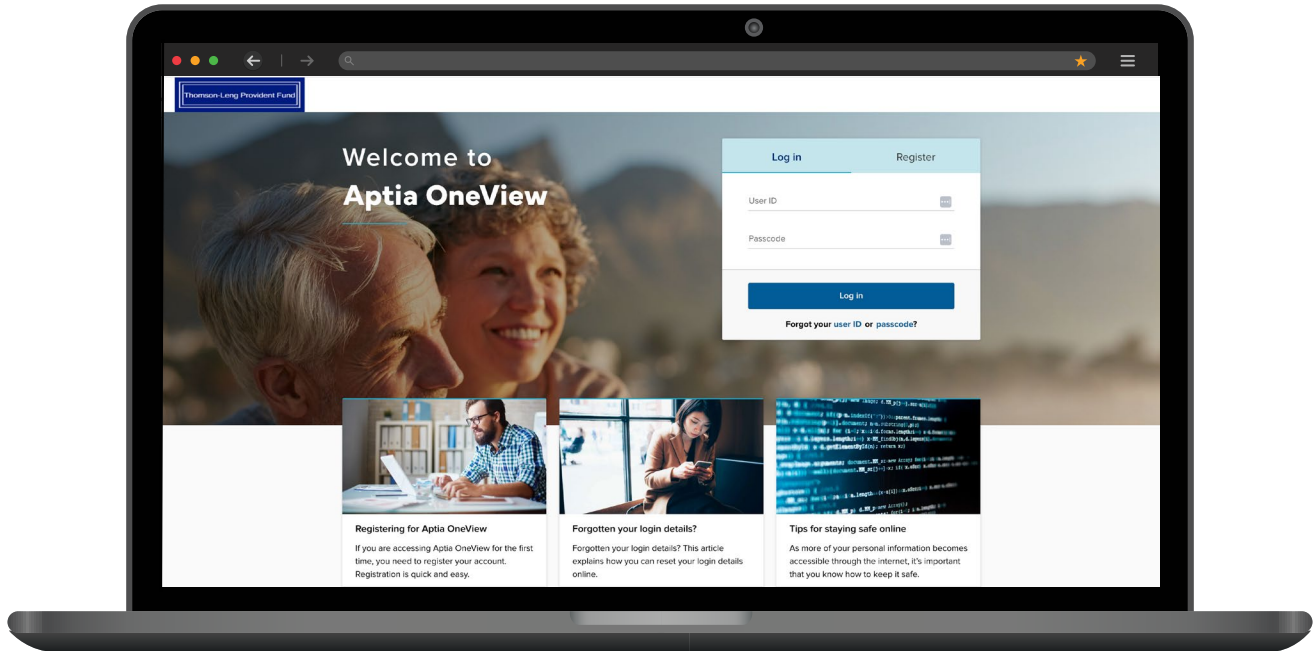 Thomson-Leng Provident Fund
Welcome to
Aptia OneView
Log in
Register
User ID
Passcode
Log in
Forgot your user ID or passcode?
Registering for Aptia OneView
If you are accessing Aptia OneView for the first
time, you need to register your account.
Registration is quick and easy.
Forgotten your login details?
Forgotten your login details? This article
explains how you can reset your login details
online.
Tips for staying safe online
As more of your personal information becomes
accessible through the internet, it's important
that you know how to keep it safe.